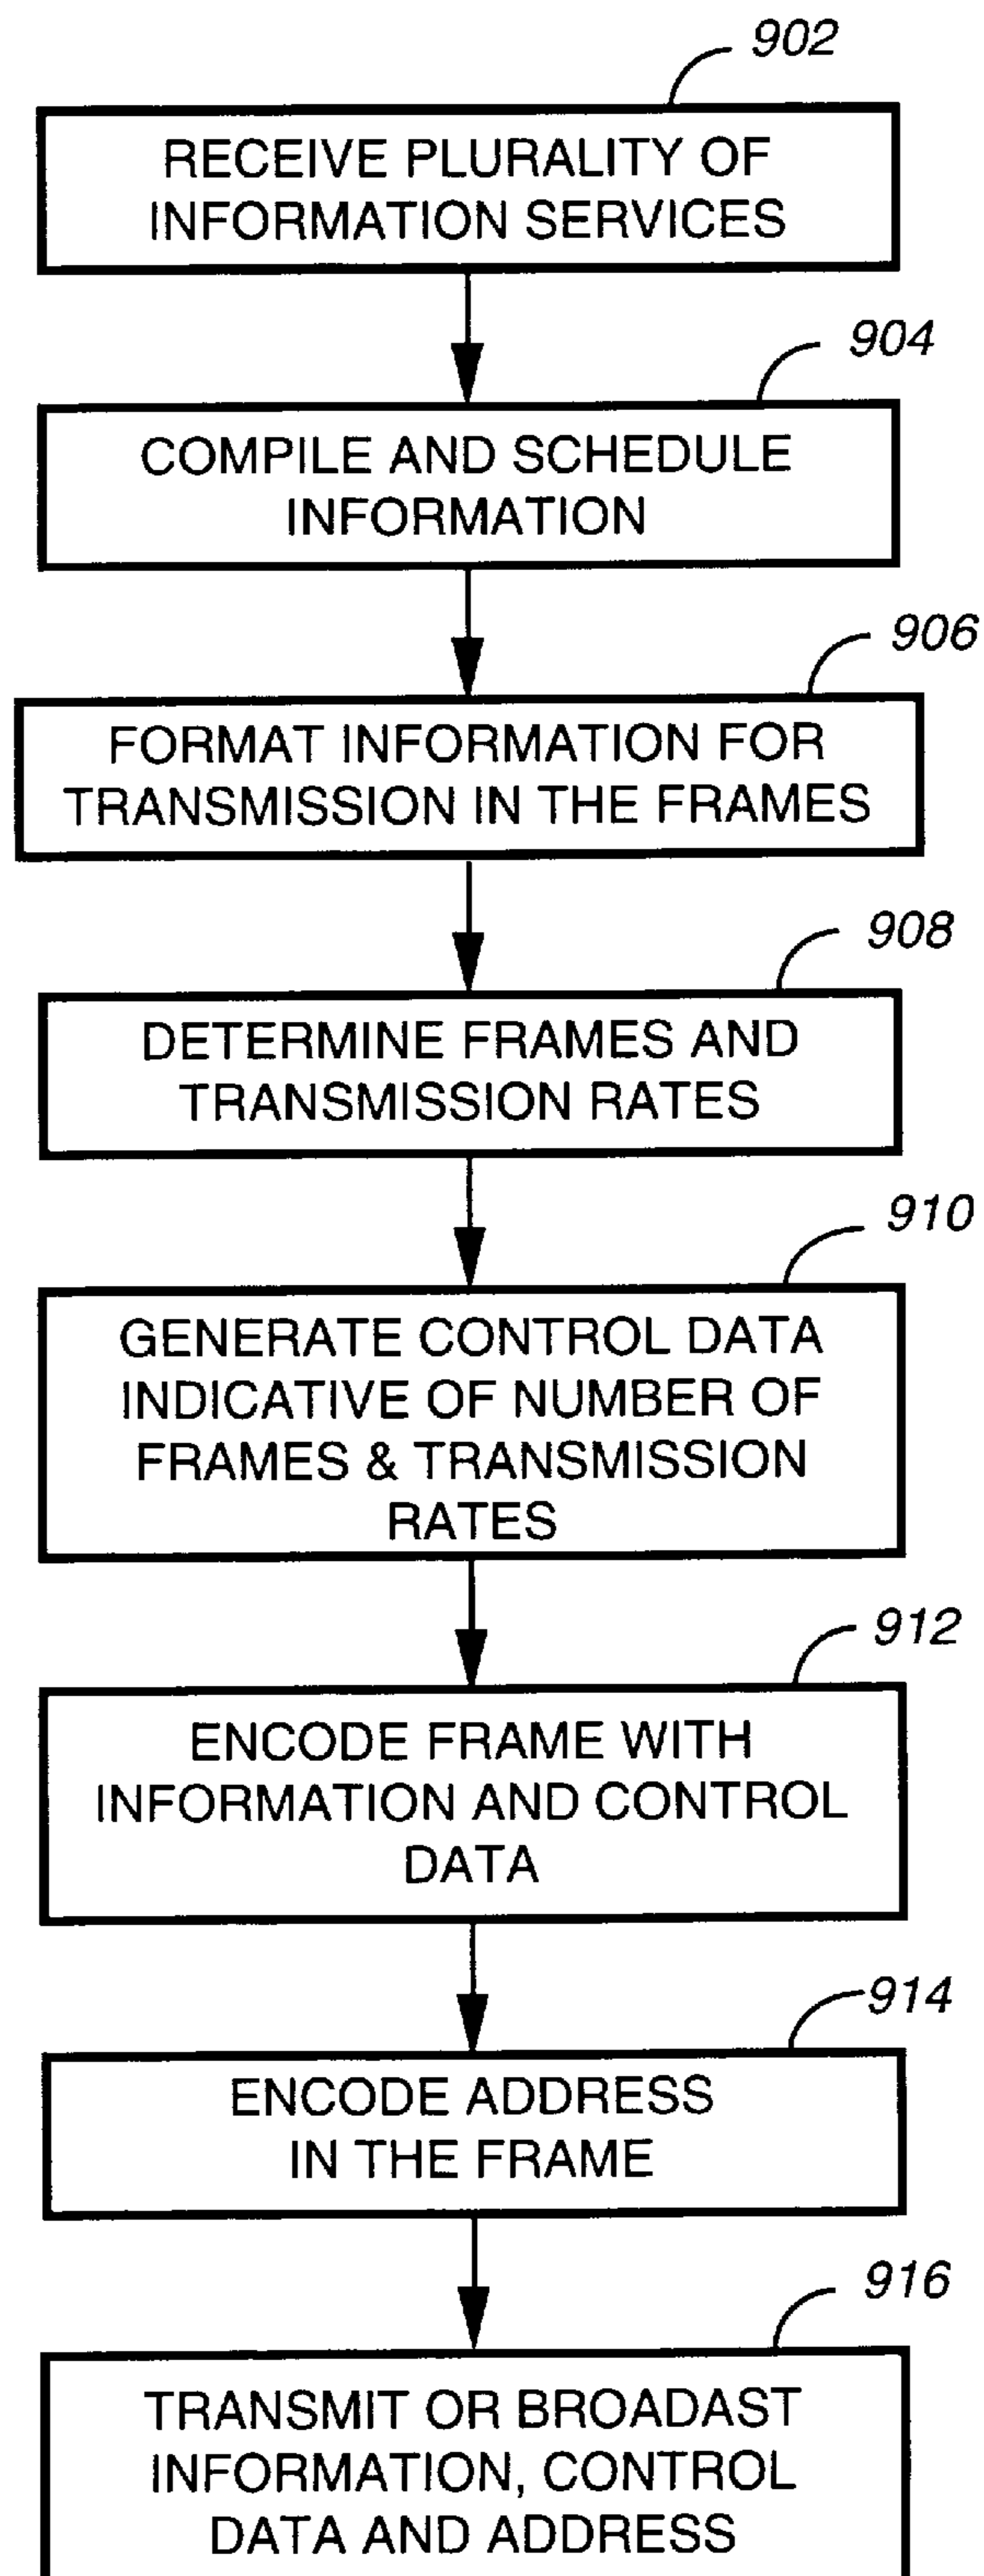 902
RECEIVE PLURALITY OF
INFORMATION SERVICES
904
COMPILE AND SCHEDULE
INFORMATION
906
FORMAT INFORMATION FOR
TRANSMISSION IN THE FRAMES
908
DETERMINE FRAMES AND
TRANSMISSION RATES
910
GENERATE CONTROL DATA
INDICATIVE OF NUMBER OF
FRAMES & TRANSMISSION
RATES
912
ENCODE FRAME WITH
INFORMATION AND CONTROL
DATA
914
ENCODE ADDRESS
IN THE FRAME
916
TRANSMIT OR BROADAST
INFORMATION, CONTROL
DATA AND ADDRESS